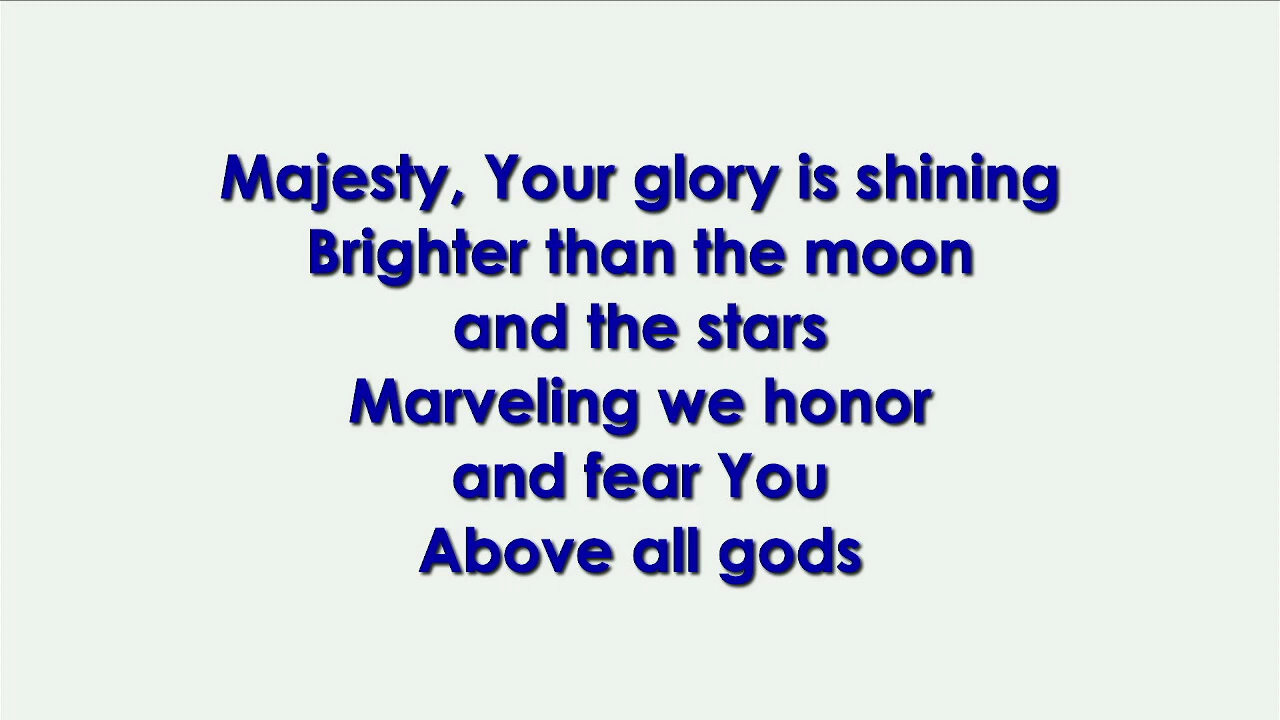 Majesty, Your glory is shining
Brighter than the moon
and the stars
Marveling we honor
and fear You
Above all gods